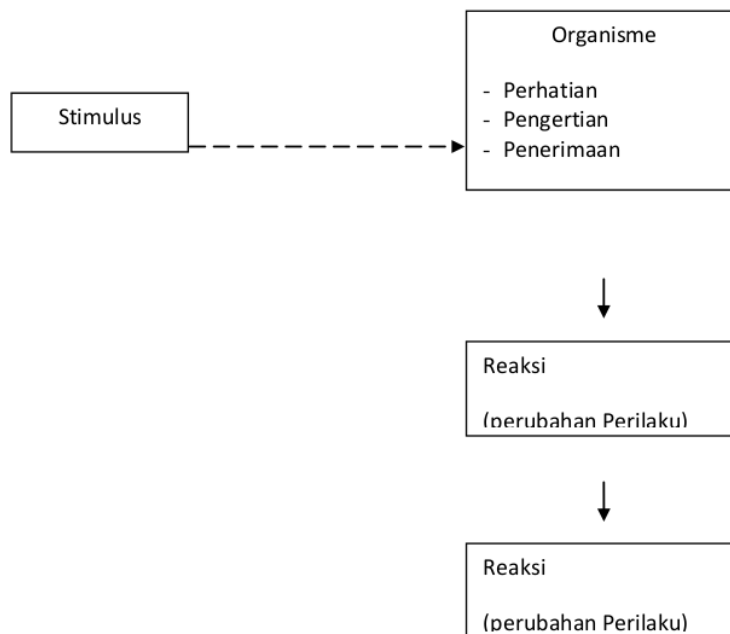 Organisme
- Perhatian
Stimulus
- Pengertian
- Penerimaan
Reaksi
(perubahan Perilaku)
Reaksi
(perubahan Perilaku)